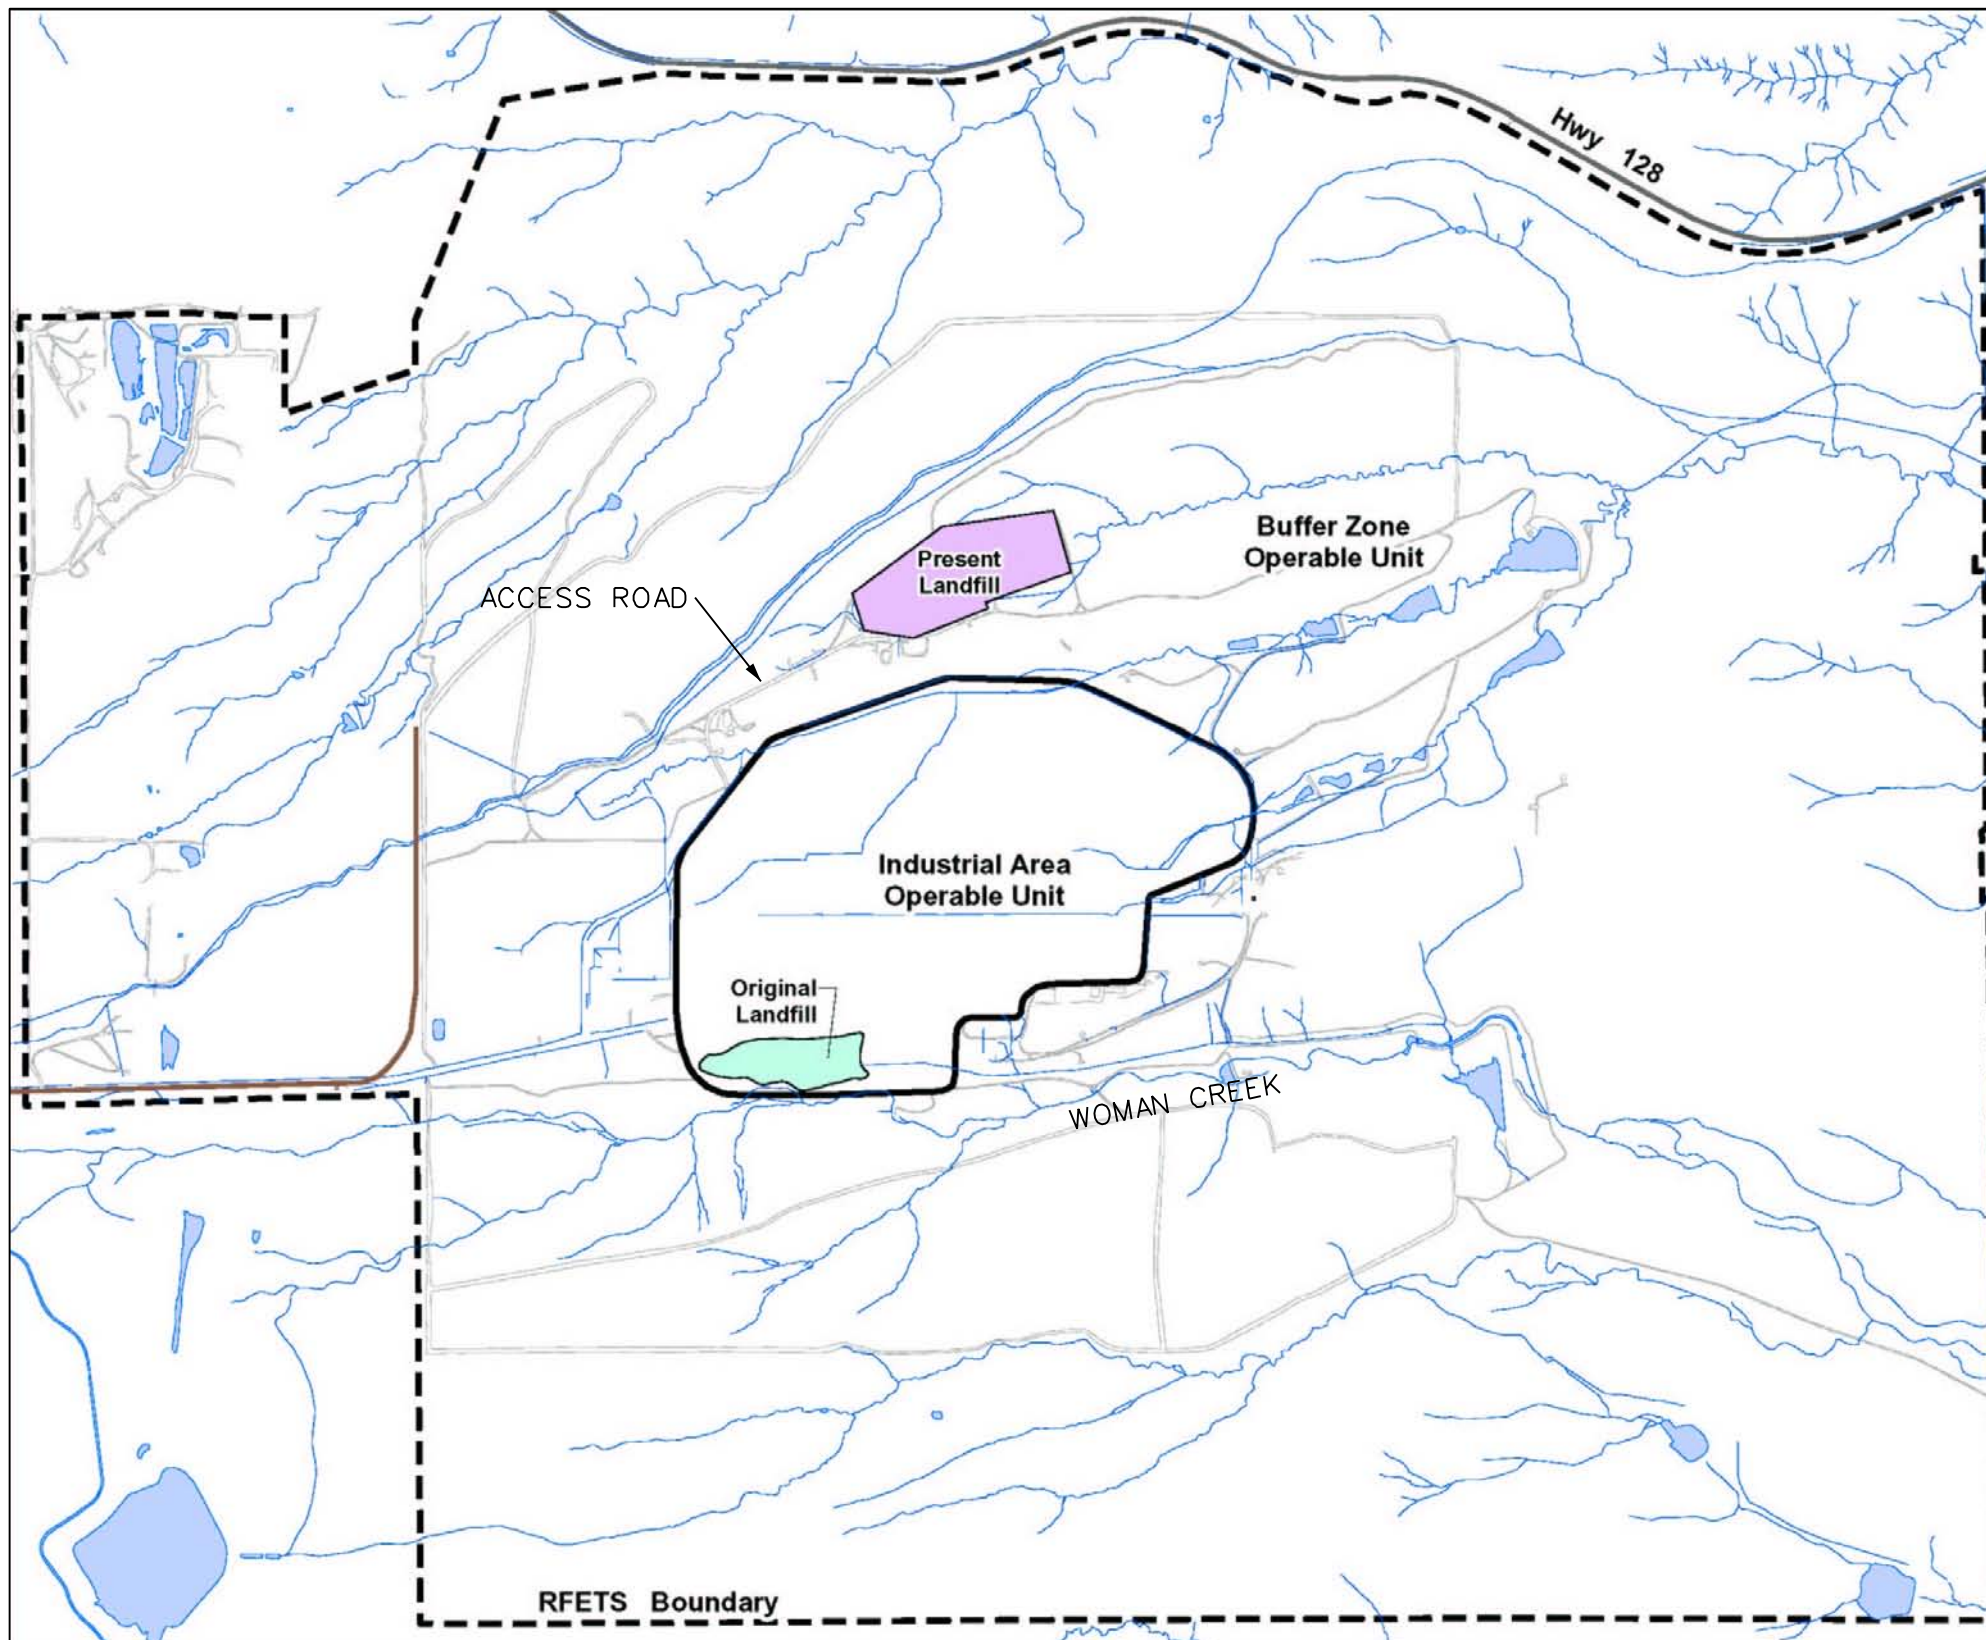 Hwy 128
Buffer Zone
Operable Unit
Present
Landfill
ACCESS ROAD
Industrial Area
Operable Unit
Original
Landfill
WOMAN CREEK
RFETS Boundary